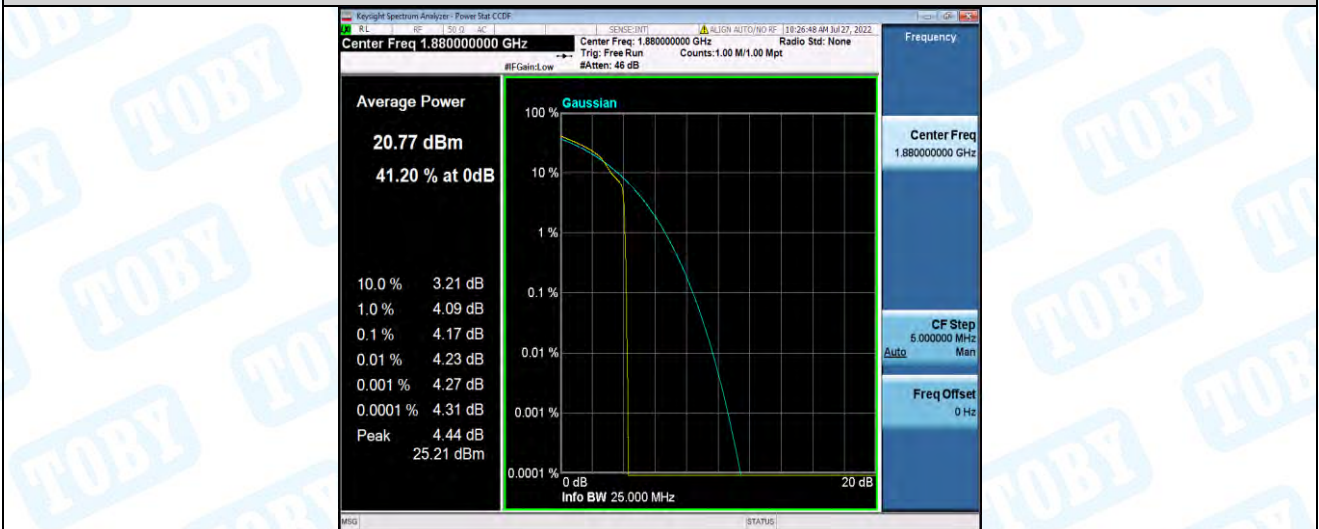 Keysight Spectrum Analyzer - Power Stat CCDF
RL RF 50 Ω AC SENSE:INT ALIGN AUTO/NO RF 10:26:48 AM Jul 27, 2022
Center Freq 1.880000000 GHz
Center Freq: 1.880000000 GHz Radio Std: None
Trig: Free Run Counts:1.00 M/1.00 Mpt
#IFGain:Low #Atten: 46 dB
Frequency
Average Power
20.77 dBm
41.20 % at 0dB
10.0 % 3.21 dB
1.0 % 4.09 dB
0.1 % 4.17 dB
0.01 % 4.23 dB
0.001 % 4.27 dB
0.0001 % 4.31 dB
Peak 4.44 dB
25.21 dBm
Gaussian
100 %
10 %
1 %
0.1 %
0.01 %
0.001 %
0.0001 %
0 dB 20 dB
Info BW 25.000 MHz
Center Freq
1.880000000 GHz
CF Step
5.000000 MHz
Auto Man
Freq Offset
0 Hz
MSG STATUS
TOBY
TOBY
TOBY
TOBY
TOBY
TOBY
TOBY
TOBY